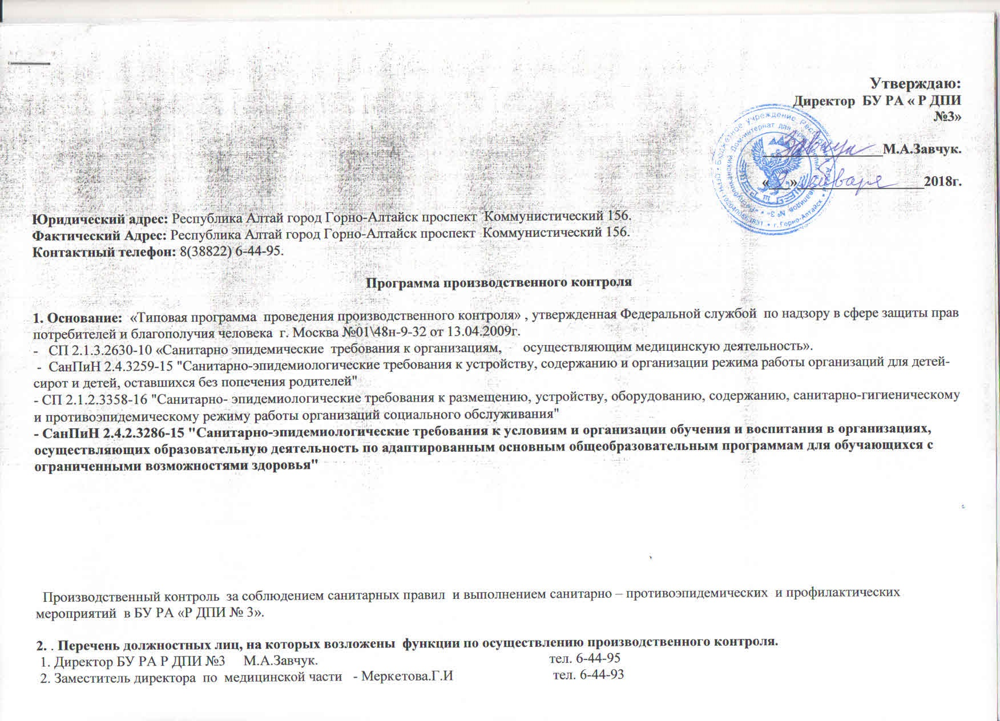 Утверждаю:
Директор БУ РА « Р ДПИ
№3»
М.А.Завчук.
«___»_________________2018г.
января
Бюджетное учреждение Республики Алтай
г. Горно-Алтайск
Юридический адрес: Республика Алтай город Горно-Алтайск проспект Коммунистический 156.
Фактический Адрес: Республика Алтай город Горно-Алтайск проспект Коммунистический 156.
Контактный телефон: 8(38822) 6-44-95.
Программа производственного контроля
1. Основание: «Типовая программа проведения производственного контроля» , утвержденная Федеральной службой по надзору в сфере защиты прав
потребителей и благополучия человека г. Москва №01\48н-9-32 от 13.04.2009г.
- СП 2.1.3.2630-10 «Санитарно эпидемические требования к организациям, осуществляющим медицинскую деятельность».
- СанПиН 2.4.3259-15 "Санитарно-эпидемиологические требования к устройству, содержанию и организации режима работы организаций для детей-
сирот и детей, оставшихся без попечения родителей"
- СП 2.1.2.3358-16 "Санитарно- эпидемиологические требования к размещению, устройству, оборудованию, содержанию, санитарно-гигиеническому
и противоэпидемическому режиму работы организаций социального обслуживания"
- СанПиН 2.4.2.3286-15 "Санитарно-эпидемиологические требования к условиям и организации обучения и воспитания в организациях,
осуществляющих образовательную деятельность по адаптированным основным общеобразовательным программам для обучающихся с
ограниченными возможностями здоровья"
Производственный контроль за соблюдением санитарных правил и выполнением санитарно – противоэпидемических и профилактических
мероприятий в БУ РА «Р ДПИ № 3».
2. . Перечень должностных лиц, на которых возложены функции по осуществлению производственного контроля.
1. Директор БУ РА Р ДПИ №3 М.А.Завчук. тел. 6-44-95
2. Заместитель директора по медицинской части - Меркетова.Г.И тел. 6-44-93